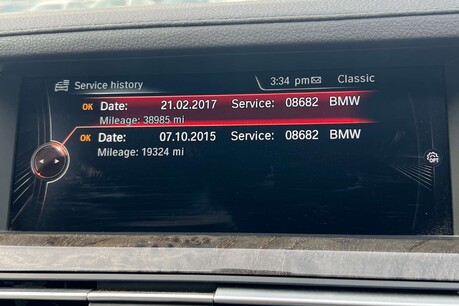 Service history 3:34 pm Classic
OK Date: 21.02.2017 Service: 08682 BMW
Mileage: 38985 mi
OK Date: 07.10.2015 Service: 08682 BMW
Mileage: 19324 mi
OPT